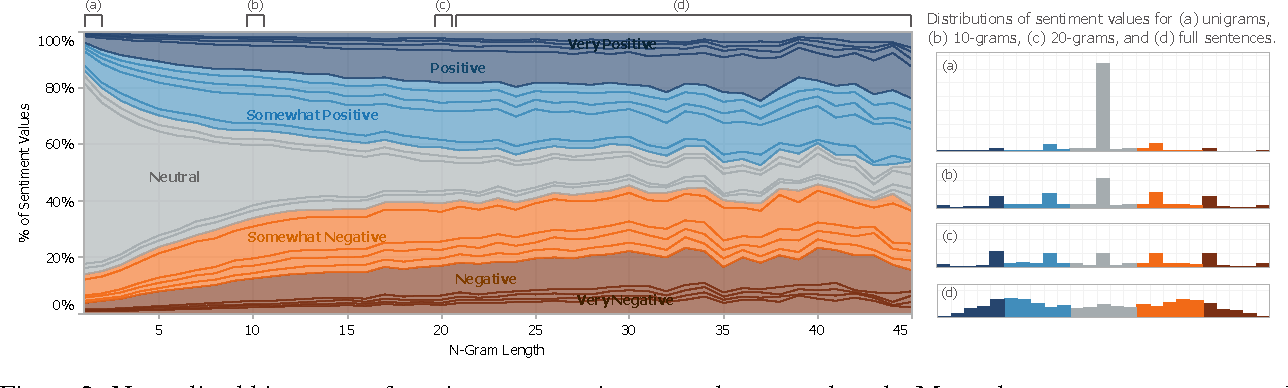 (a) (b) (c) (d)
% of Sentiment Values
100%
80%
60%
40%
20%
0%
Very Positive
Positive
Somewhat Positive
Neutral
Somewhat Negative
Negative
Very Negative
5 10 15 20 25 30 35 40 45
N-Gram Length
Distributions of sentiment values for (a) unigrams,
(b) 10-grams, (c) 20-grams, and (d) full sentences.
(a)
(b)
(c)
(d)